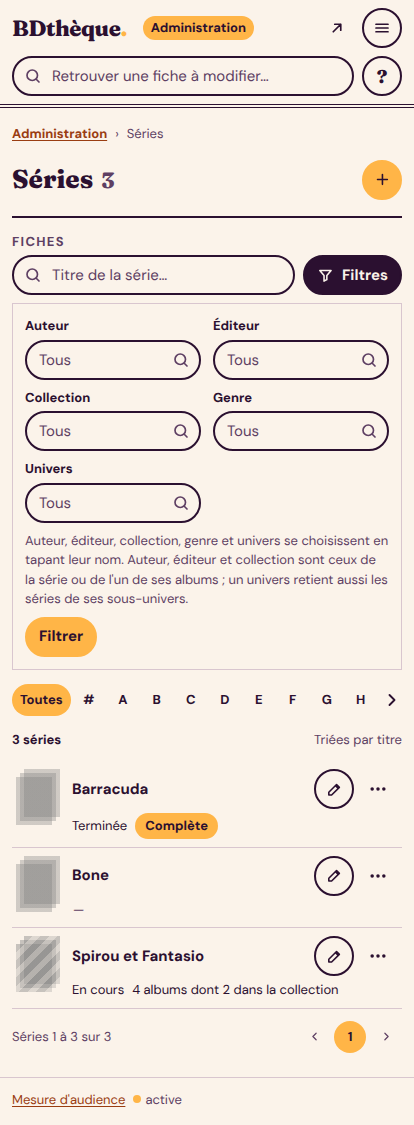 BDthèque. Administration
Retrouver une fiche à modifier... ?
Administration › Séries
Séries 3 +
FICHES
Titre de la série... Filtres
Auteur Éditeur
Tous Tous
Collection Genre
Tous Tous
Univers
Tous
Auteur, éditeur, collection, genre et univers se choisissent en
tapant leur nom. Auteur, éditeur et collection sont ceux de
la série ou de l'un de ses albums ; un univers retient aussi les
séries de ses sous-univers.
Filtrer
Toutes # A B C D E F G H
3 séries Triées par titre
Barracuda
Terminée Complète
Bone
—
Spirou et Fantasio
En cours 4 albums dont 2 dans la collection
Séries 1 à 3 sur 3 ‹ 1 ›
Mesure d'audience active